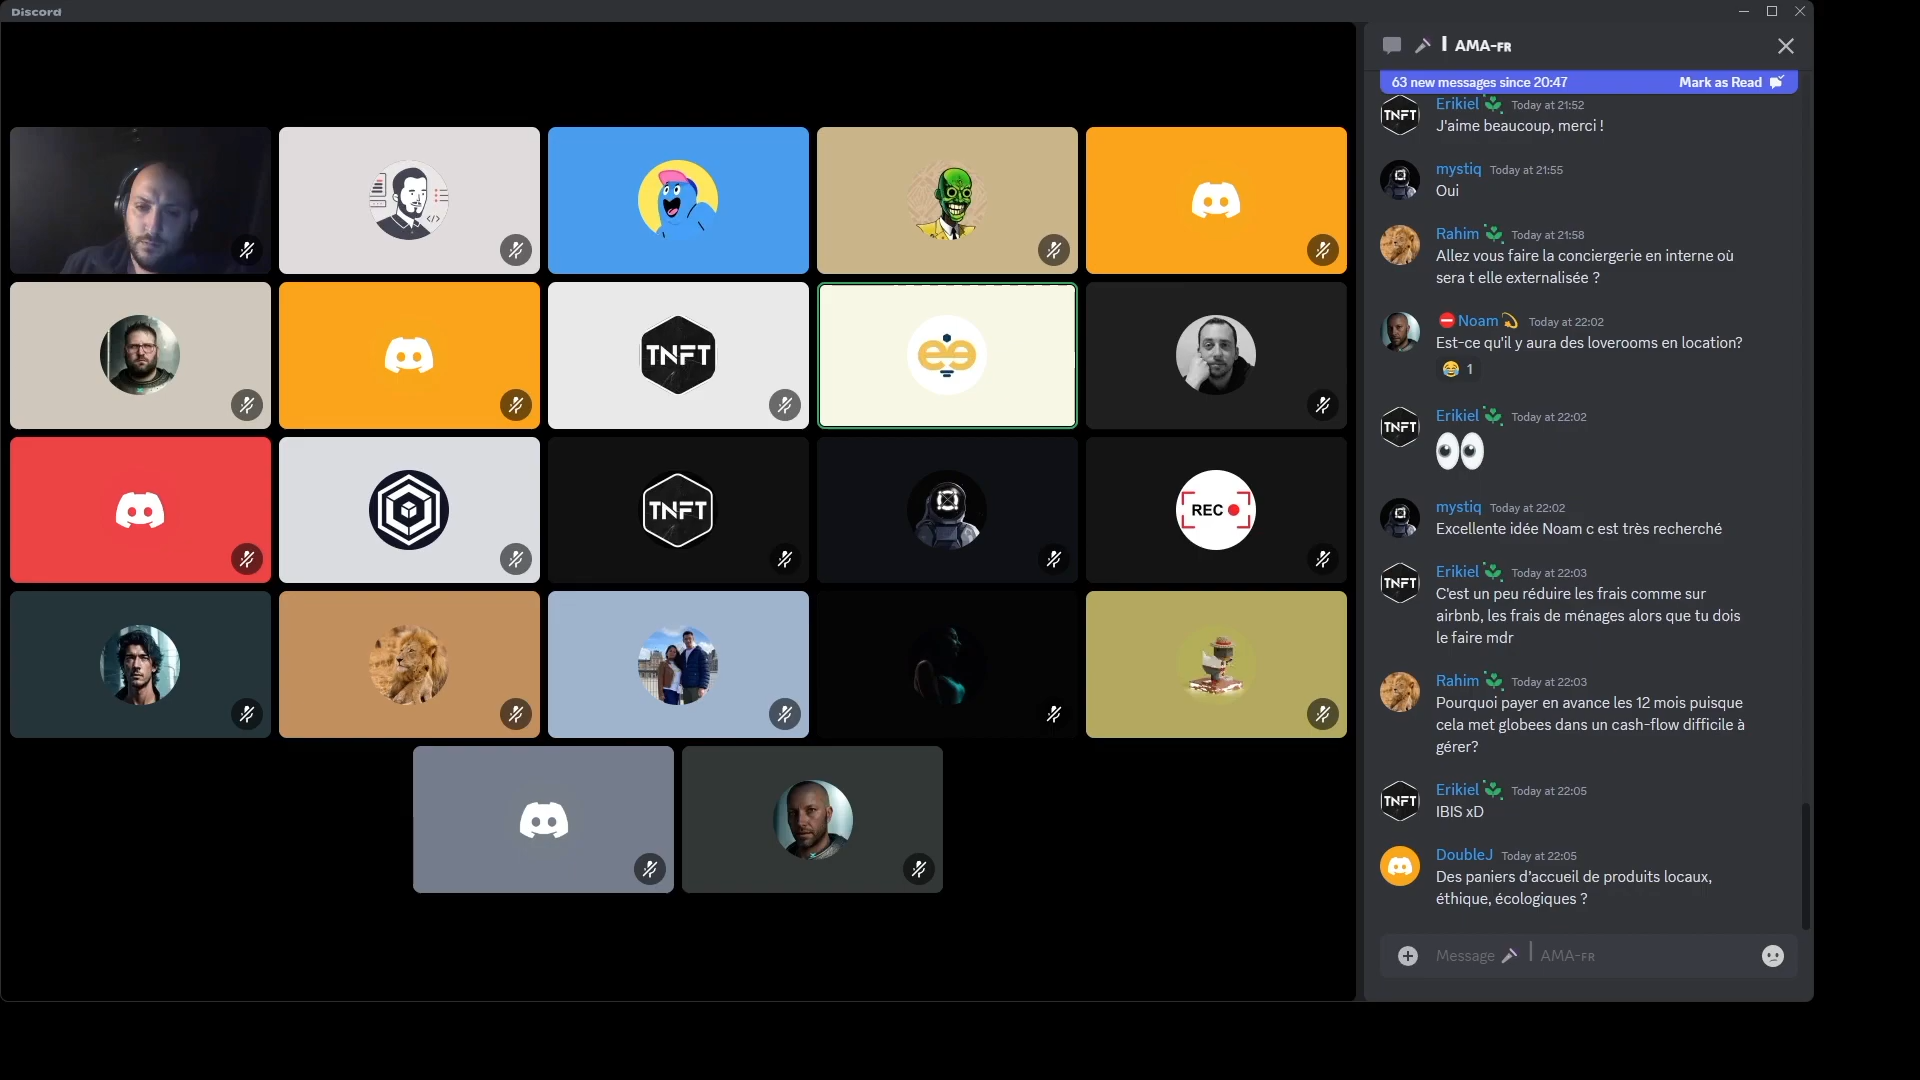 Discord
AMA-FR
63 new messages since 20:47
Mark as Read
Erikiel Today at 21:52
J'aime beaucoup, merci !
mystiq Today at 21:55
Oui
Rahim Today at 21:58
Allez vous faire la conciergerie en interne où
sera t elle externalisée ?
Noam Today at 22:02
Est-ce qu'il y aura des loverooms en location?
1
Erikiel Today at 22:02
mystiq Today at 22:02
Excellente idée Noam c est très recherché
Erikiel Today at 22:03
C'est un peu réduire les frais comme sur
airbnb, les frais de ménages alors que tu dois
le faire mdr
Rahim Today at 22:03
Pourquoi payer en avance les 12 mois puisque
cela met globees dans un cash-flow difficile à
gérer?
Erikiel Today at 22:05
IBIS xD
DoubleJ Today at 22:05
Des paniers d'accueil de produits locaux,
éthique, écologiques ?
Message AMA-FR
TNFT
TNFT
REC
TNFT
TNFT
TNFT
TNFT